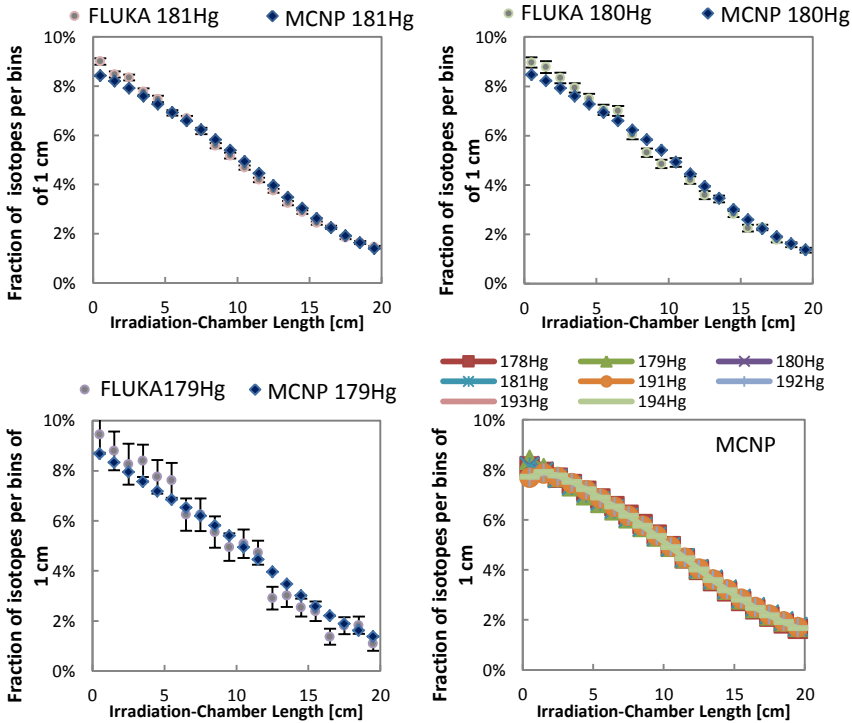 FLUKA 181Hg MCNP 181Hg
10%
8%
6%
4%
2%
0%
Fraction of isotopes per bins
of 1 cm
0 5 10 15 20
Irradiation-Chamber Length [cm]
FLUKA 180Hg MCNP 180Hg
10%
8%
6%
4%
2%
0%
Fraction of isotopes per bins
of 1 cm
0 5 10 15 20
Irradiation-Chamber Length [cm]
FLUKA179Hg MCNP 179Hg
10%
8%
6%
4%
2%
0%
Fraction of isotopes per bins of
1 cm
0 5 10 15 20
Irradiation-Chamber Length [cm]
178Hg 179Hg 180Hg
181Hg 191Hg 192Hg
193Hg 194Hg
MCNP
10%
8%
6%
4%
2%
0%
Fraction of isotopes per bins of
1 cm
0 5 10 15 20
Irradiation-Chamber Length [cm]